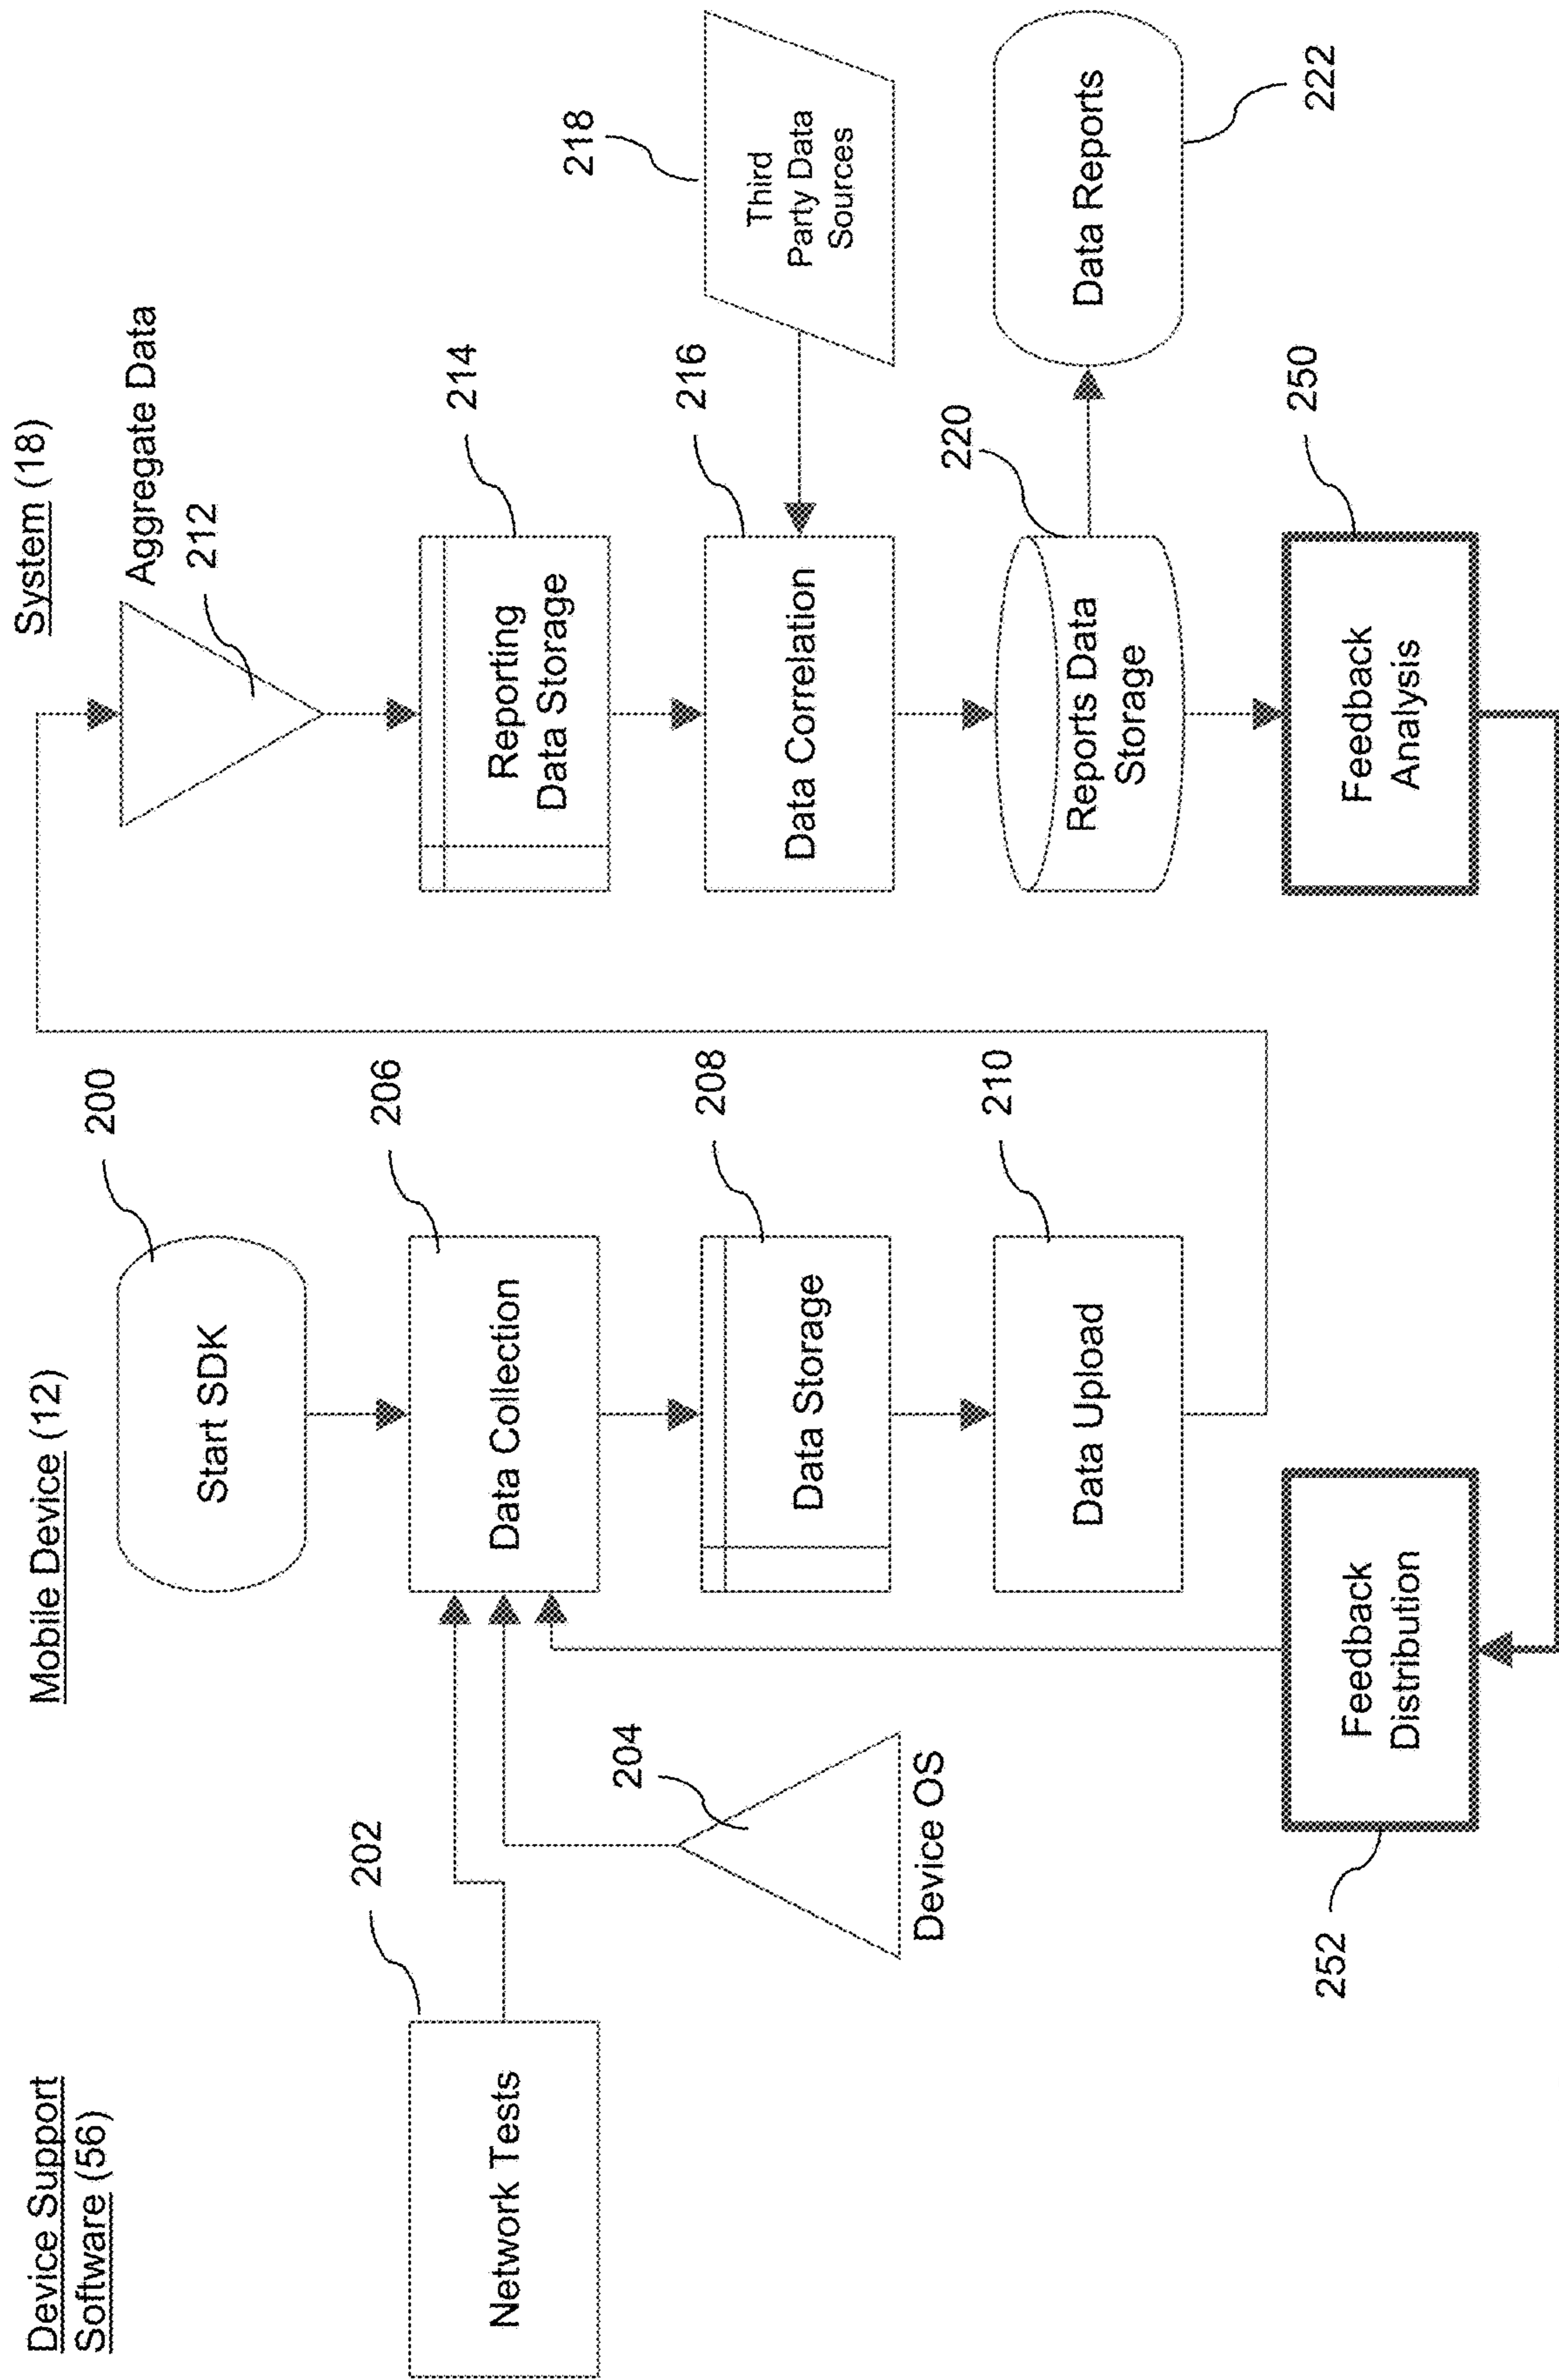 Device Support
Software (56)
Mobile Device (12)
System (18)
Network Tests
202
Device OS
204
Start SDK
200
Data Collection
206
Data Storage
208
Data Upload
210
Feedback
Distribution
252
Aggregate Data
212
Reporting
Data Storage
214
Data Correlation
216
Third
Party Data
Sources
218
Reports Data
Storage
220
Data Reports
222
Feedback
Analysis
250